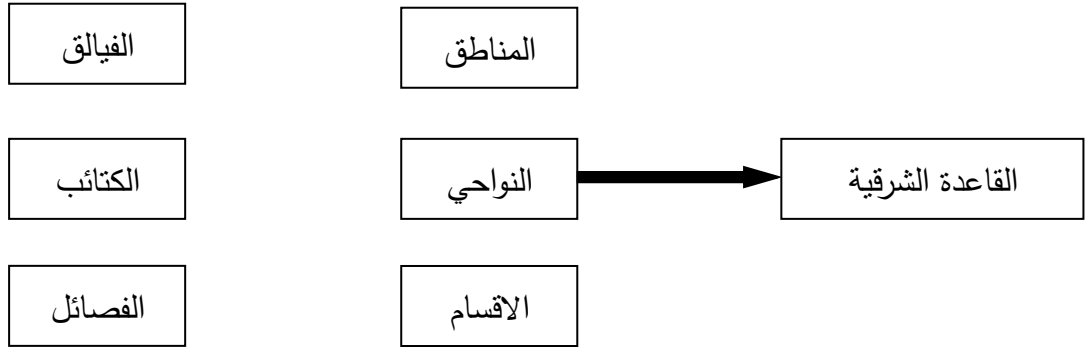 المناطق
الفيالق
القاعدة الشرقية
النواحي
الكتائب
الاقسام
الفصائل